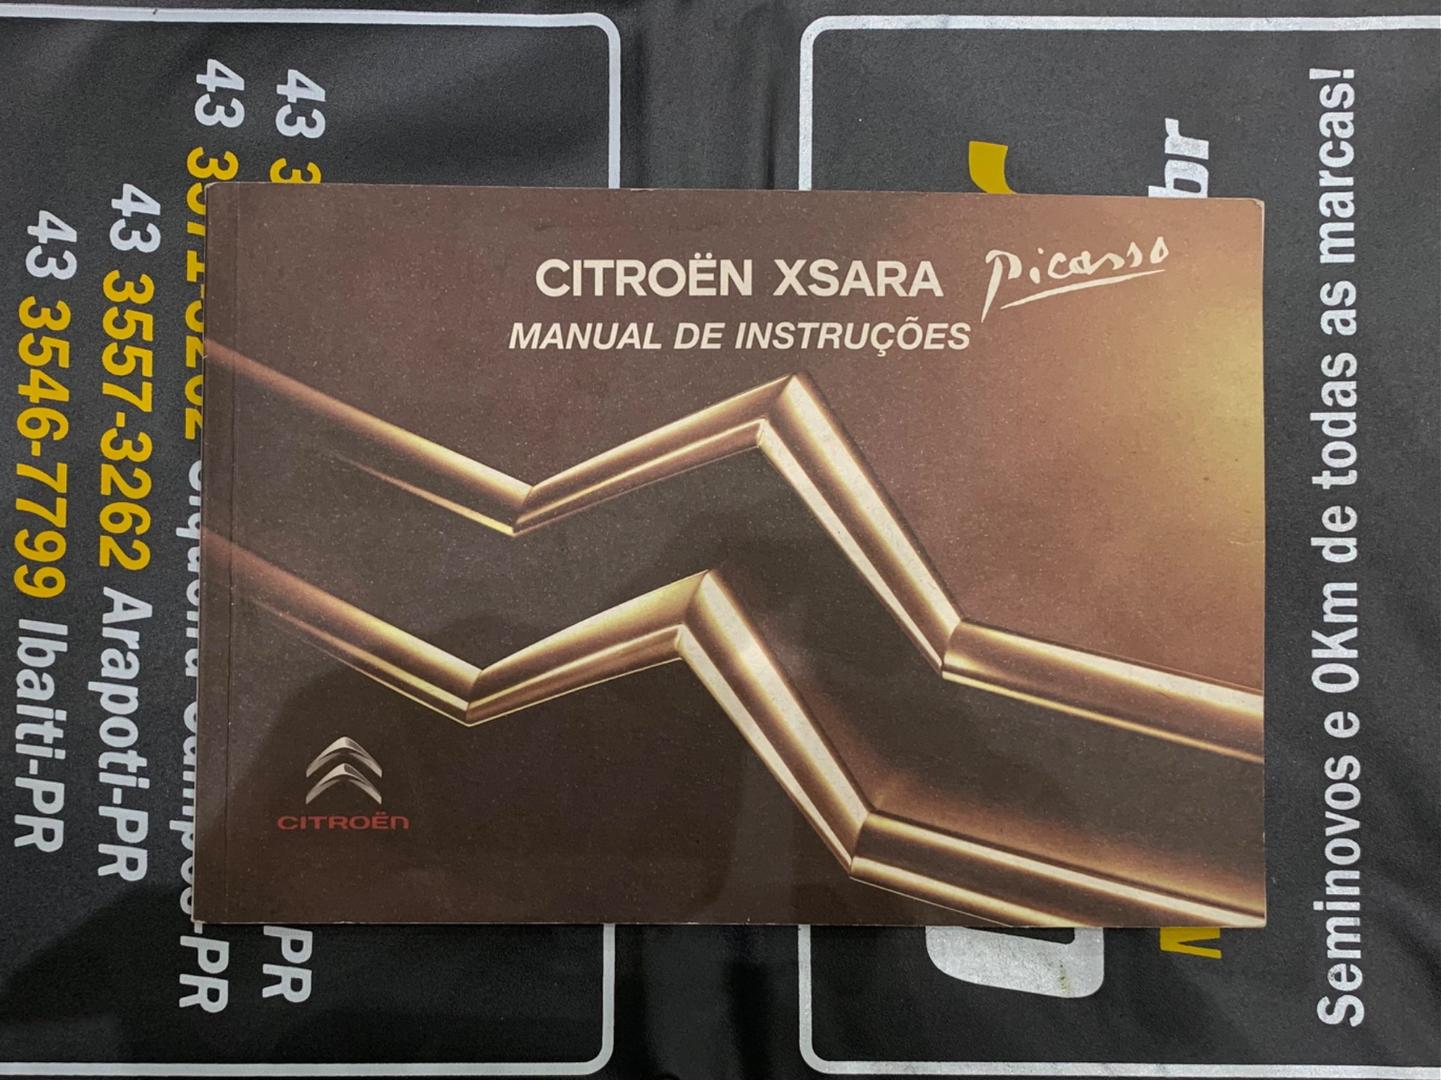 CITROËN XSARA Picasso
MANUAL DE INSTRUÇÕES
CITROËN
43 3557-3262 Arapoti-PR
43 3546-7799 Ibaiti-PR
Seminovos e 0Km de todas as marcas!